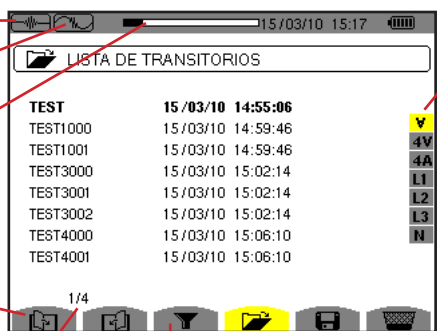 15/03/10 15:17
LISTA DE TRANSITORIOS
TEST 15/03/10 14:55:06
TEST1000 15/03/10 14:59:46
TEST1001 15/03/10 14:59:46
TEST3000 15/03/10 15:02:14
TEST3001 15/03/10 15:02:14
TEST3002 15/03/10 15:02:14
TEST4000 15/03/10 15:06:10
TEST4001 15/03/10 15:06:10
∀
4V
4A
L1
L2
L3
N
1/4